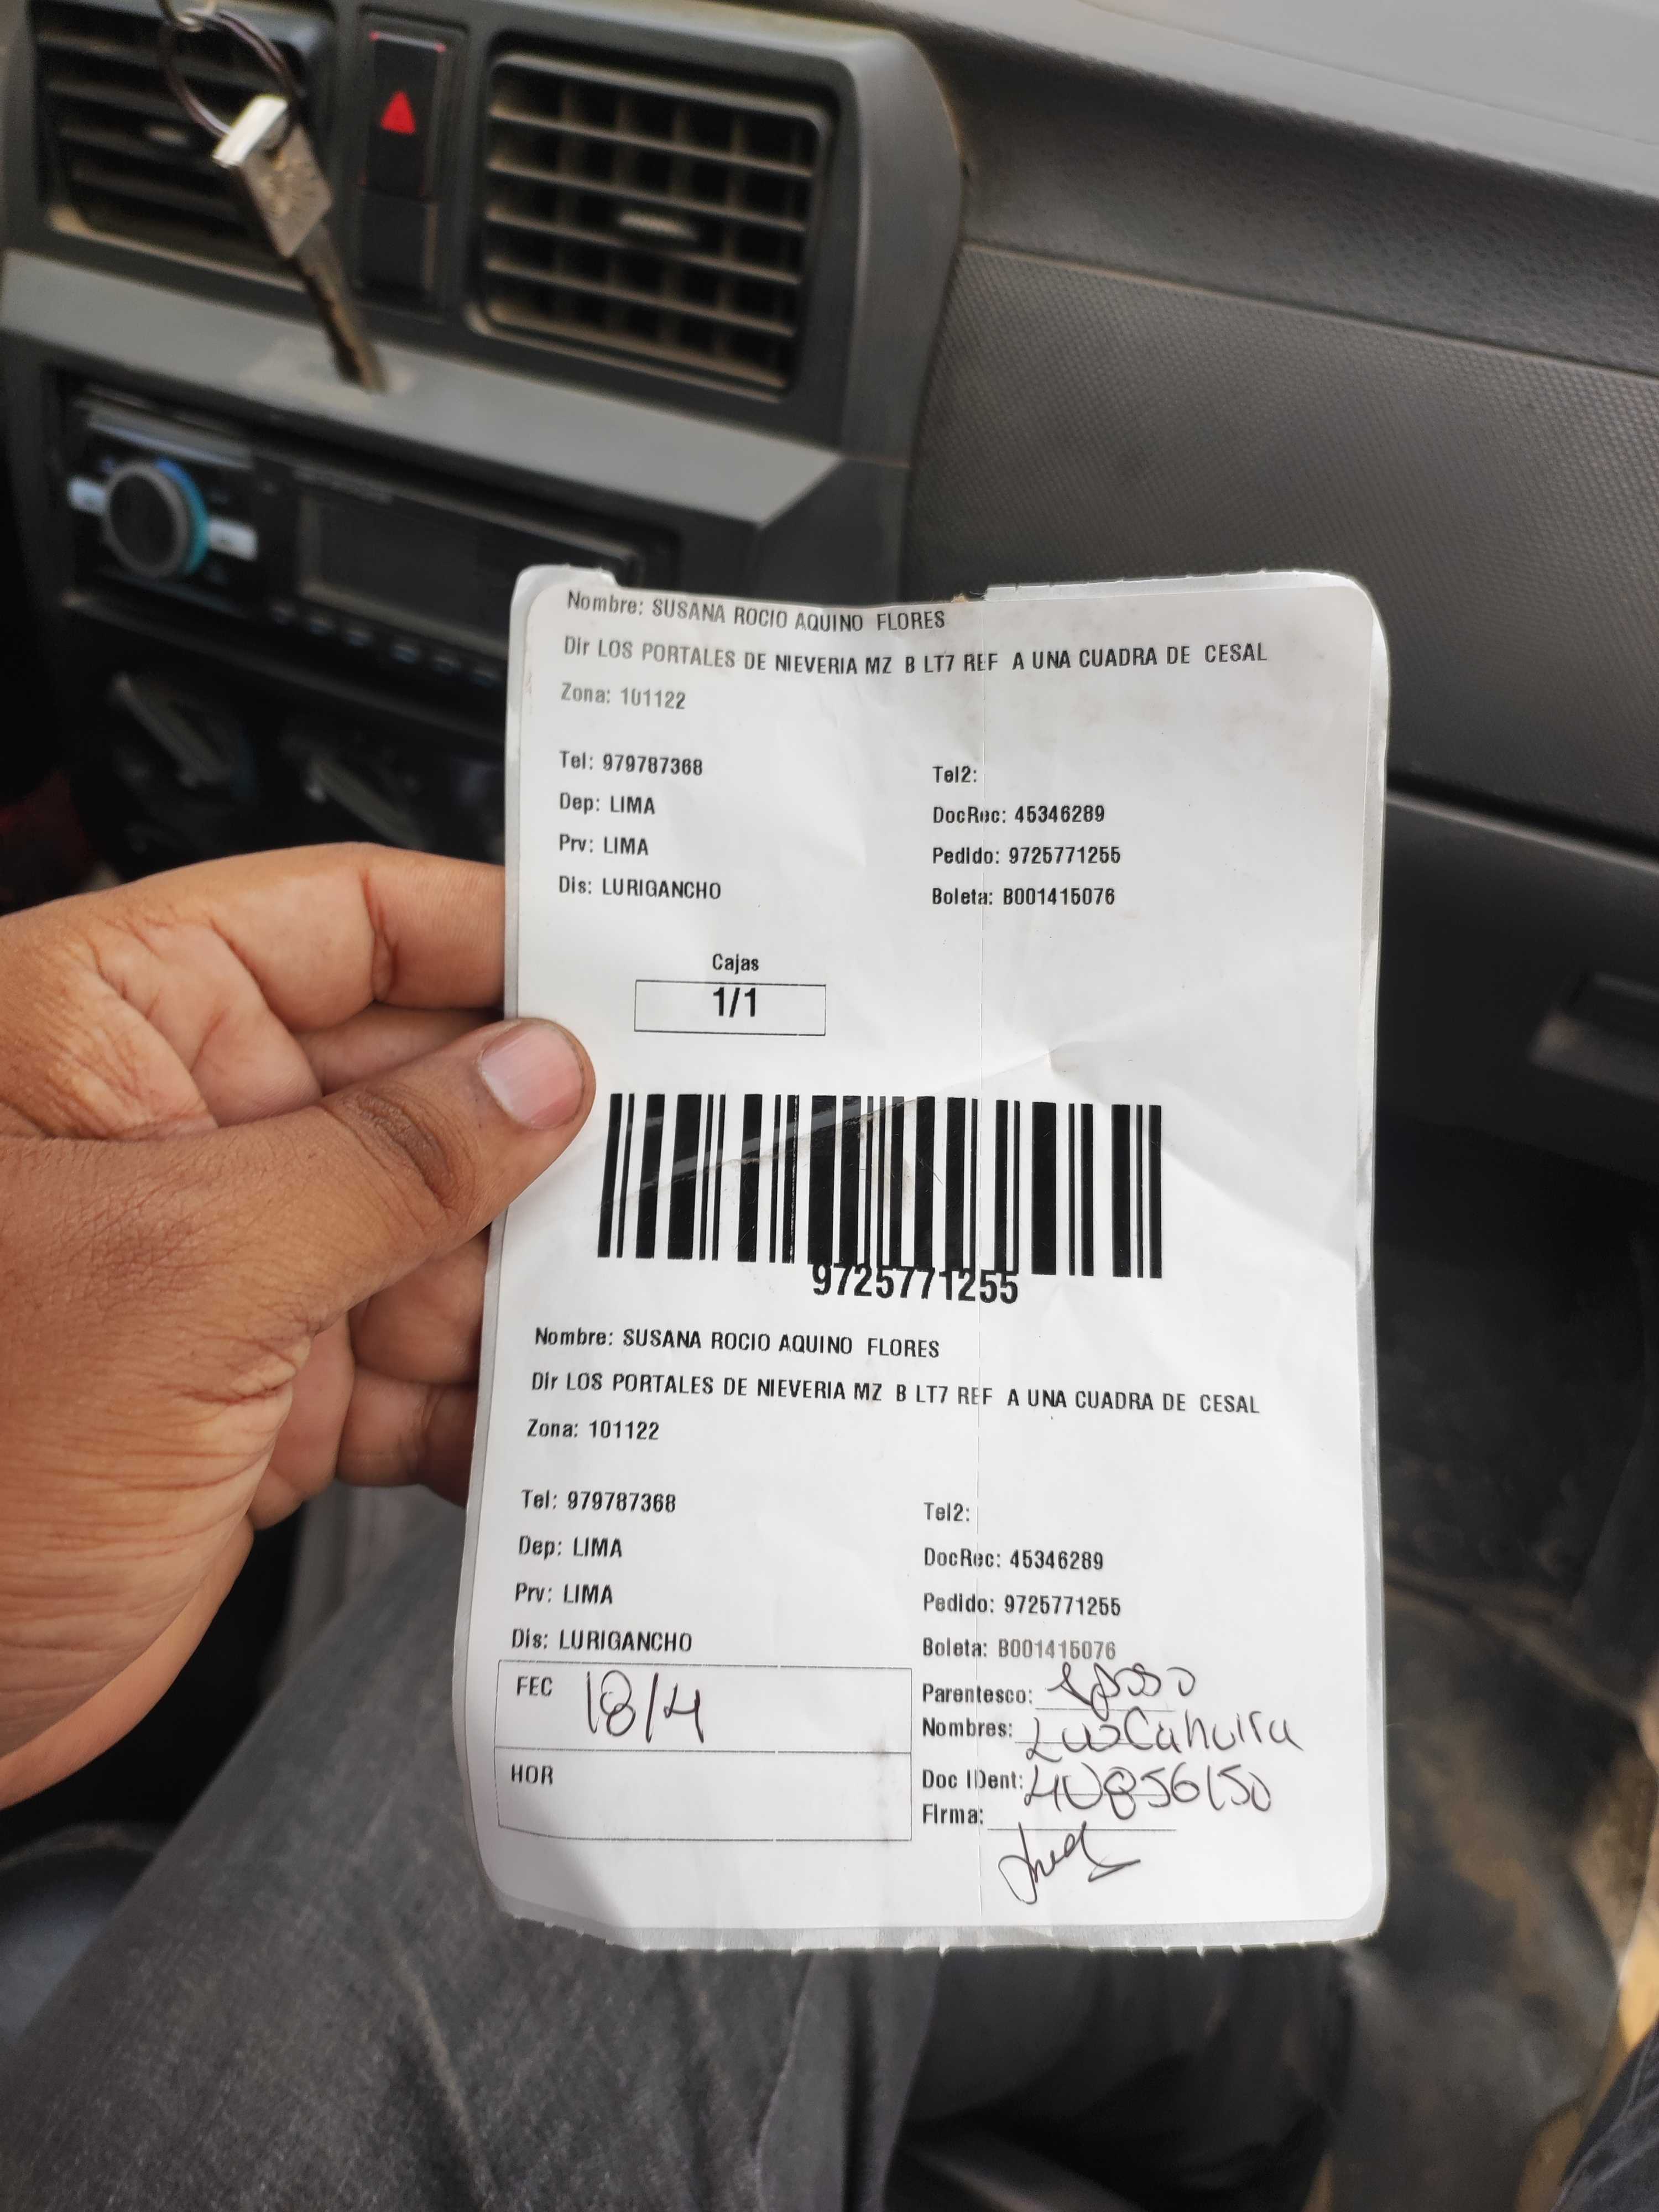 Nombre: SUSANA ROCIO AQUINO FLORES
Dir LOS PORTALES DE NIEVERIA MZ B LT7 REF A UNA CUADRA DE CESAL
Zona: 101122
Tel: 979787368 Tel2:
Dep: LIMA DocRec: 45346289
Prv: LIMA Pedido: 9725771255
Dis: LURIGANCHO Boleta: B001415076
Cajas
1/1
9725771255
Nombre: SUSANA ROCIO AQUINO FLORES
Dir LOS PORTALES DE NIEVERIA MZ B LT7 REF A UNA CUADRA DE CESAL
Zona: 101122
Tel: 979787368 Tel2:
Dep: LIMA DocRec: 45346289
Prv: LIMA Pedido: 9725771255
Dis: LURIGANCHO Boleta: B001415076
FEC 18/4
Parentesco: esposo
Nombres: Luis Cahuira
HOR
Doc IDent: 40856150
Firma: